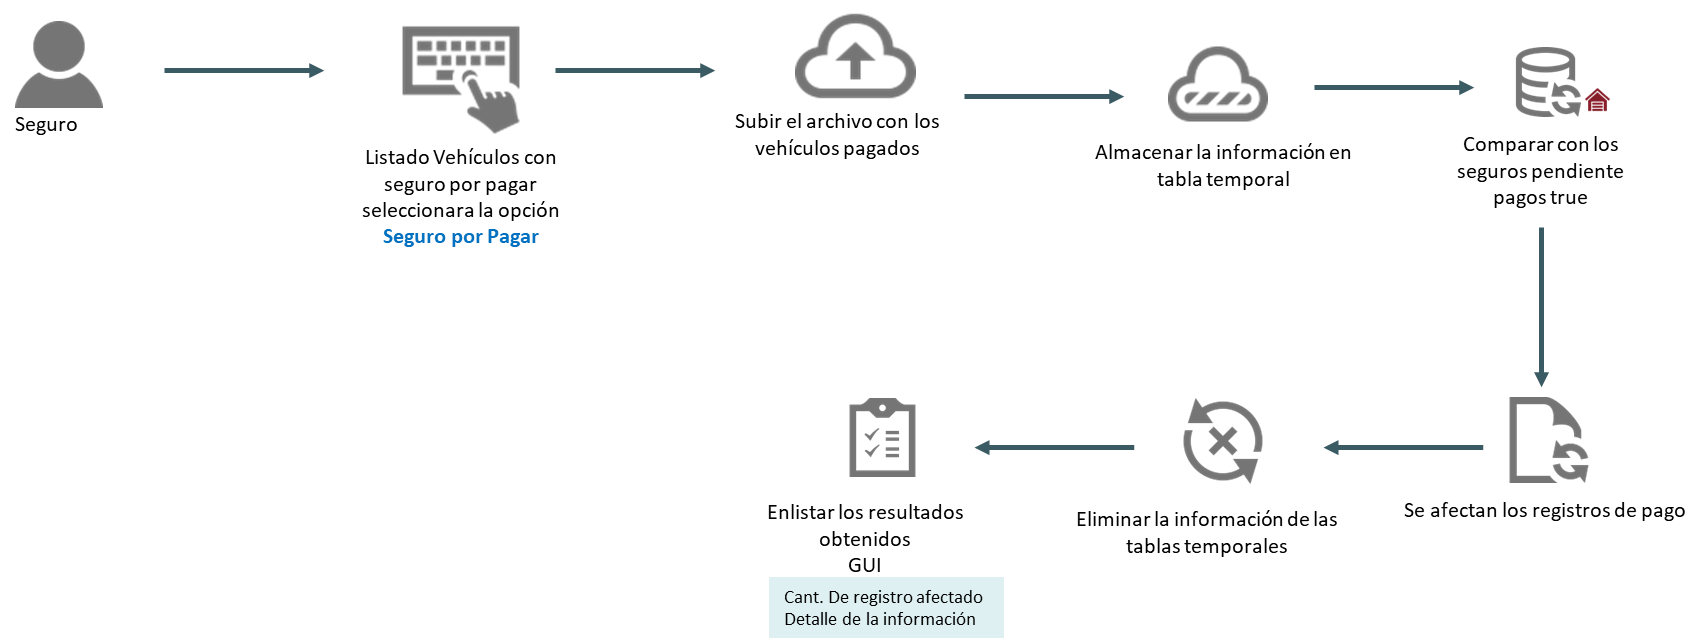 Seguro
Listado Vehículos con
seguro por pagar
seleccionara la opción
Seguro por Pagar
Subir el archivo con los
vehículos pagados
Almacenar la información en
tabla temporal
Comparar con los
seguros pendiente
pagos true
Se afectan los registros de pago
Eliminar la información de las
tablas temporales
Enlistar los resultados
obtenidos
GUI
Cant. De registro afectado
Detalle de la información